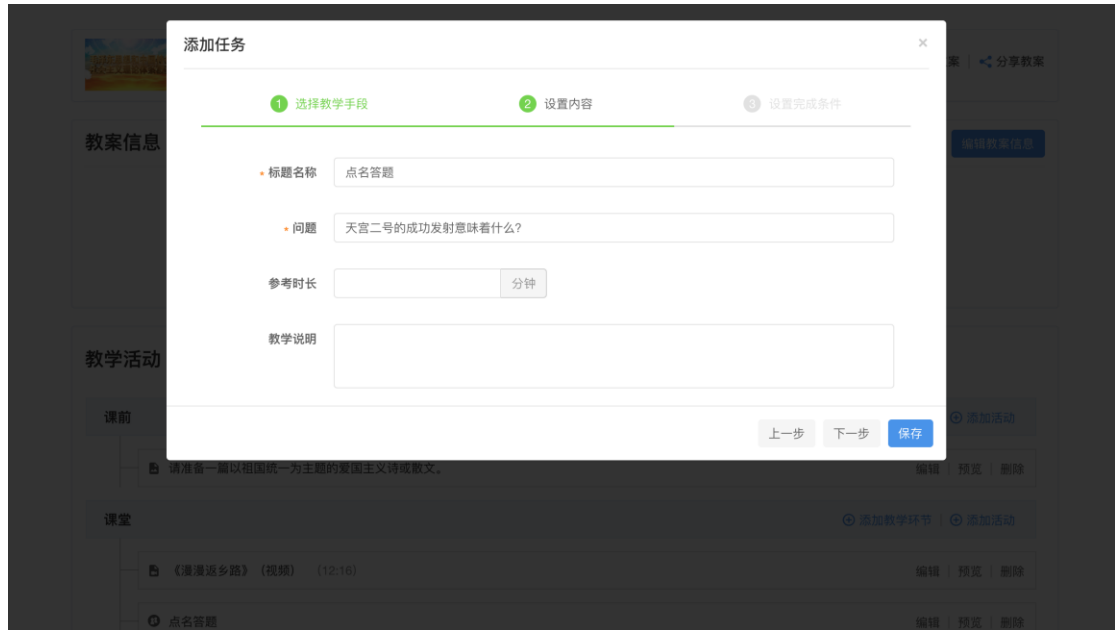 添加任务
×
案 | 分享教案
1 选择教学手段 2 设置内容 3 设置完成条件
教案信息
编辑教案信息
* 标题名称 点名答题
* 问题 天宫二号的成功发射意味着什么?
参考时长 分钟
教学说明
教学活动
课前 添加活动
上一步 下一步 保存
请准备一篇以祖国统一为主题的爱国主义诗或散文。 编辑 | 预览 | 删除
课堂 添加教学环节 | 添加活动
《漫漫返乡路》(视频) (12:16) 编辑 | 预览 | 删除
点名答题 编辑 | 预览 | 删除